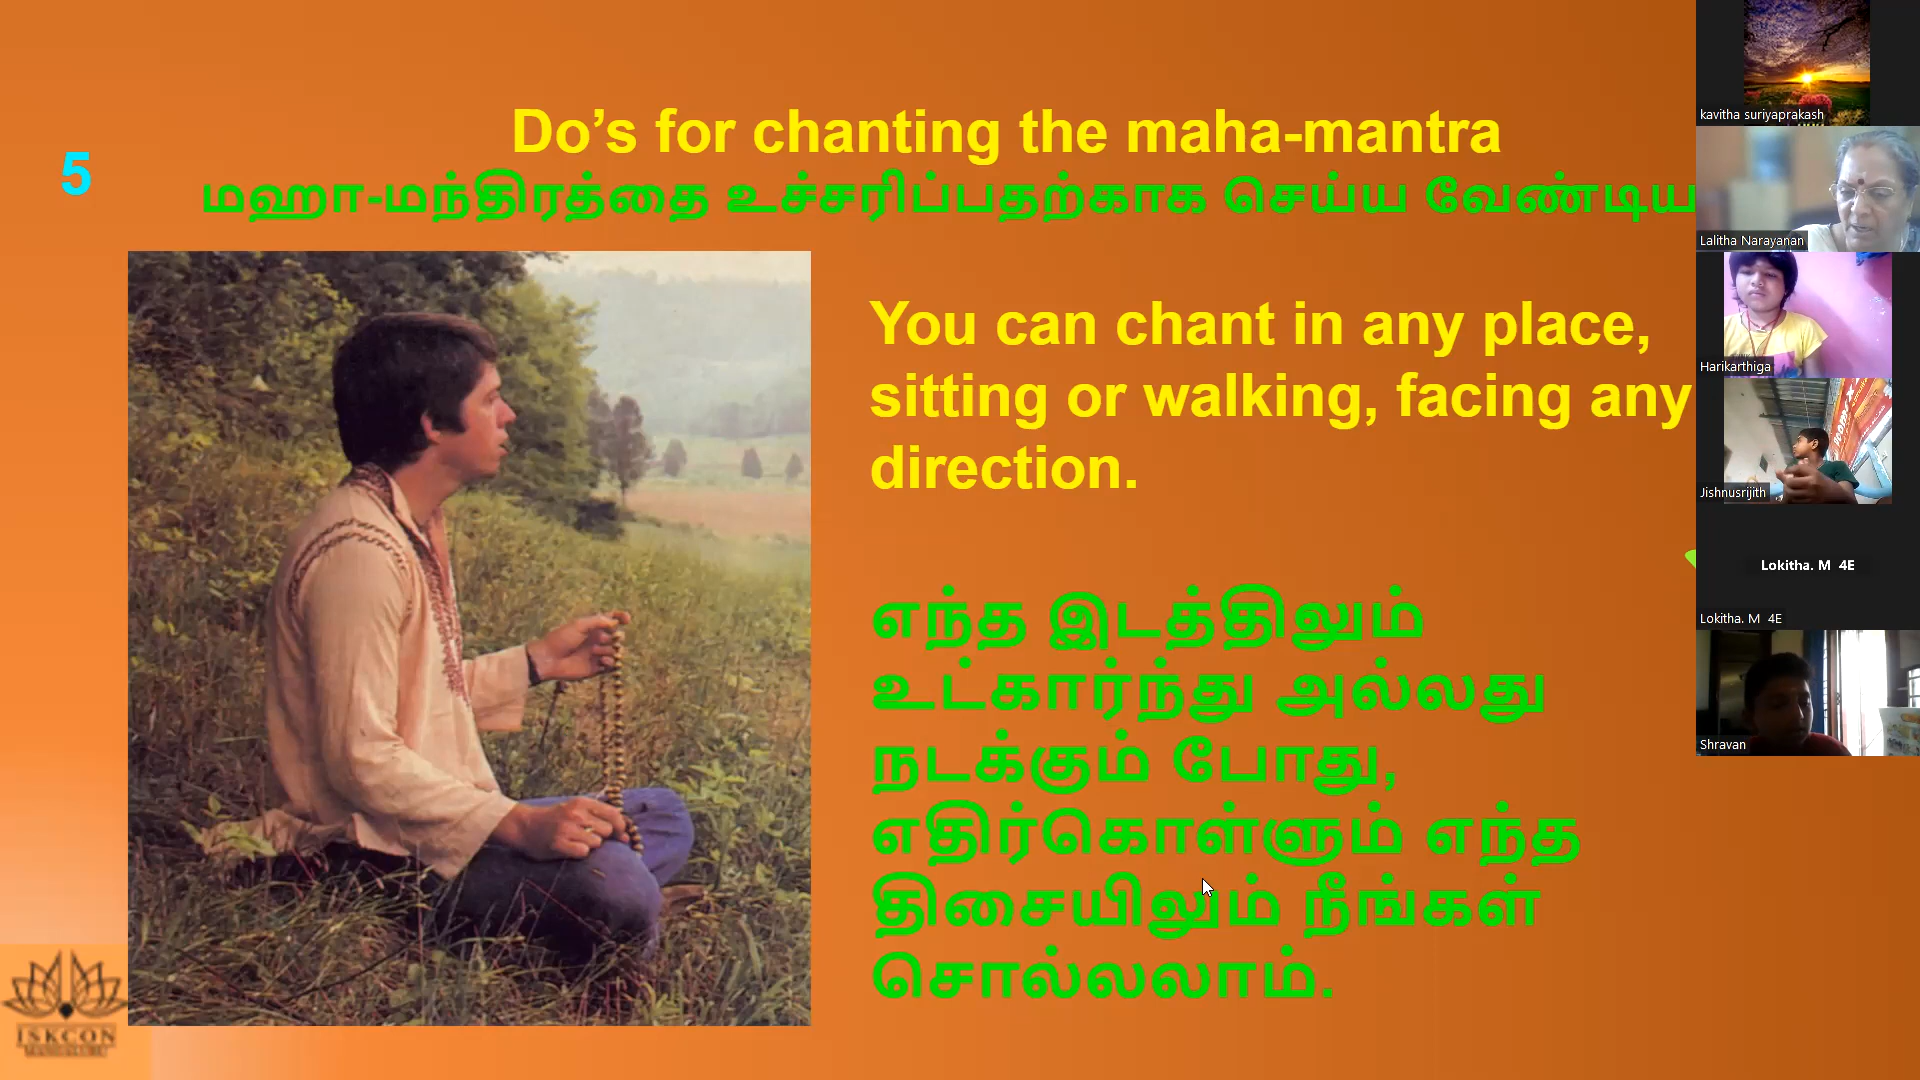 Do’s for chanting the maha-mantra
5
மஹா-மந்திரத்தை உச்சரிப்பதற்காக செய்ய வேண்டிய
You can chant in any place,
sitting or walking, facing any
direction.
எந்த இடத்திலும்
உட்கார்ந்து அல்லது
நடக்கும் போது,
எதிர்கொள்ளும் எந்த
திசையிலும் நீங்கள்
சொல்லலாம்.
ISKCON
kavitha suriyaprakash
Lalitha Narayanan
Harikarthiga
Jishnusrijith
Lokitha. M 4E
Lokitha. M 4E
Shravan